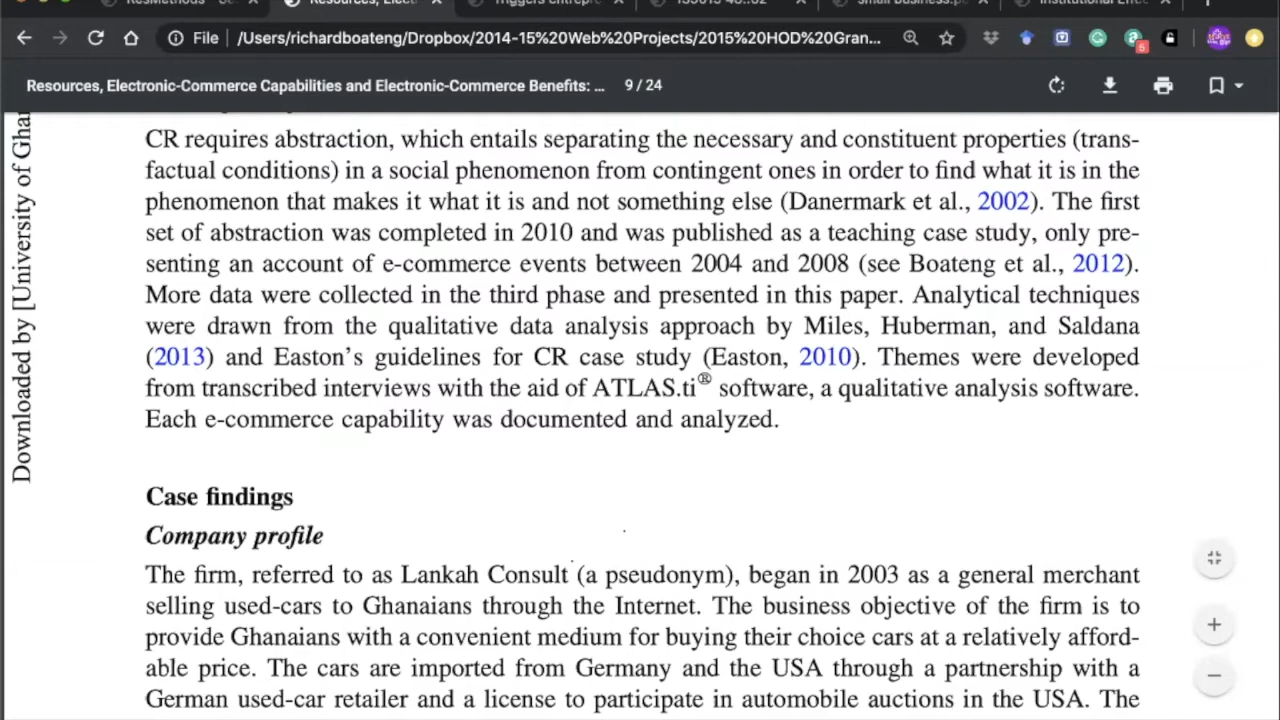 Resources, Elect
Triggers entrepr
small Business.p
File | /Users/richardboateng/Dropbox/2014-15%20Web%20Projects/2015%20HOD%20Gran...
5
Resources, Electronic-Commerce Capabilities and Electronic-Commerce Benefits: ... 9 / 24
Downloaded by [University of Ghan
CR requires abstraction, which entails separating the necessary and constituent properties (trans-
factual conditions) in a social phenomenon from contingent ones in order to find what it is in the
phenomenon that makes it what it is and not something else (Danermark et al., 2002). The first
set of abstraction was completed in 2010 and was published as a teaching case study, only pre-
senting an account of e-commerce events between 2004 and 2008 (see Boateng et al., 2012).
More data were collected in the third phase and presented in this paper. Analytical techniques
were drawn from the qualitative data analysis approach by Miles, Huberman, and Saldana
(2013) and Easton's guidelines for CR case study (Easton, 2010). Themes were developed
from transcribed interviews with the aid of ATLAS.ti® software, a qualitative analysis software.
Each e-commerce capability was documented and analyzed.
Case findings
Company profile
The firm, referred to as Lankah Consult (a pseudonym), began in 2003 as a general merchant
selling used-cars to Ghanaians through the Internet. The business objective of the firm is to
provide Ghanaians with a convenient medium for buying their choice cars at a relatively afford-
able price. The cars are imported from Germany and the USA through a partnership with a
German used-car retailer and a license to participate in automobile auctions in the USA. The